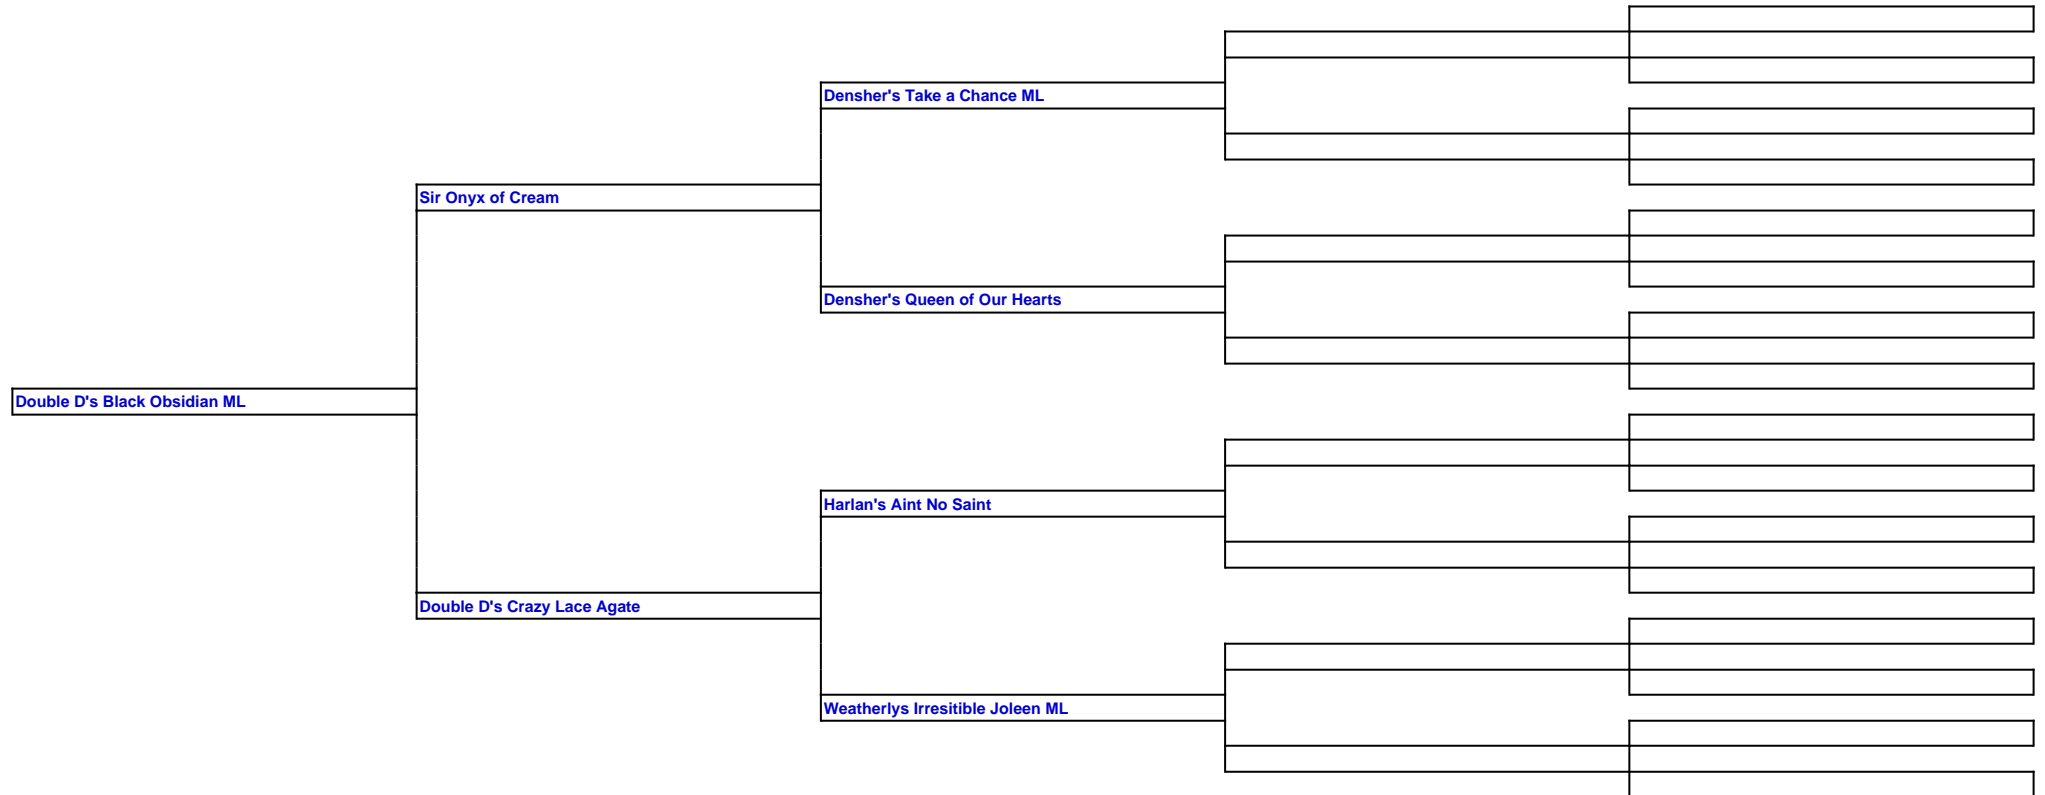 Densher's Take a Chance ML
Sir Onyx of Cream
Densher's Queen of Our Hearts
Double D's Black Obsidian ML
Harlan's Aint No Saint
Double D's Crazy Lace Agate
Weatherlys Irresitible Joleen ML